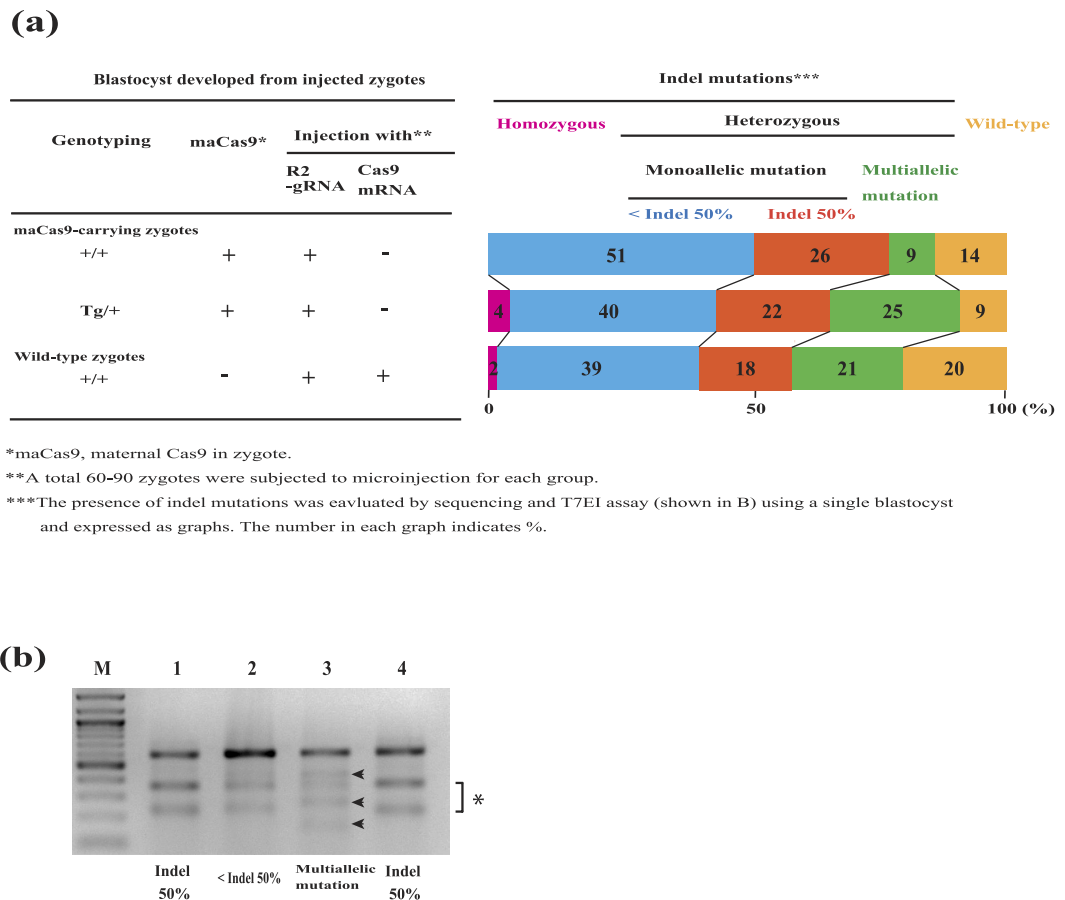 (a)
Blastocyst developed from injected zygotes
Indel mutations***
Homozygous
Heterozygous
Wild-type
Genotyping
maCas9*
Injection with**
R2
-gRNA
Cas9
mRNA
Monoallelic mutation
Multiallelic
mutation
< Indel 50%
Indel 50%
maCas9-carrying zygotes
+/+ + + -
51 26 9 14
Tg/+ + + -
4 40 22 25 9
Wild-type zygotes
+/+ - + +
2 39 18 21 20
0 50 100 (%)
*maCas9, maternal Cas9 in zygote.
**A total 60-90 zygotes were subjected to microinjection for each group.
***The presence of indel mutations was eavluated by sequencing and T7EI assay (shown in B) using a single blastocyst
and expressed as graphs. The number in each graph indicates %.
(b)
M 1 2 3 4
*
Indel
50%
< Indel 50%
Multiallelic
mutation
Indel
50%